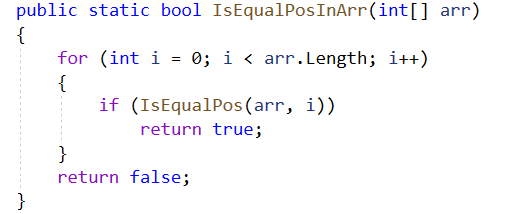 public static bool IsEqualPosInArr(int[] arr)
{
for (int i = 0; i < arr.Length; i++)
{
if (IsEqualPos(arr, i))
return true;
}
return false;
}